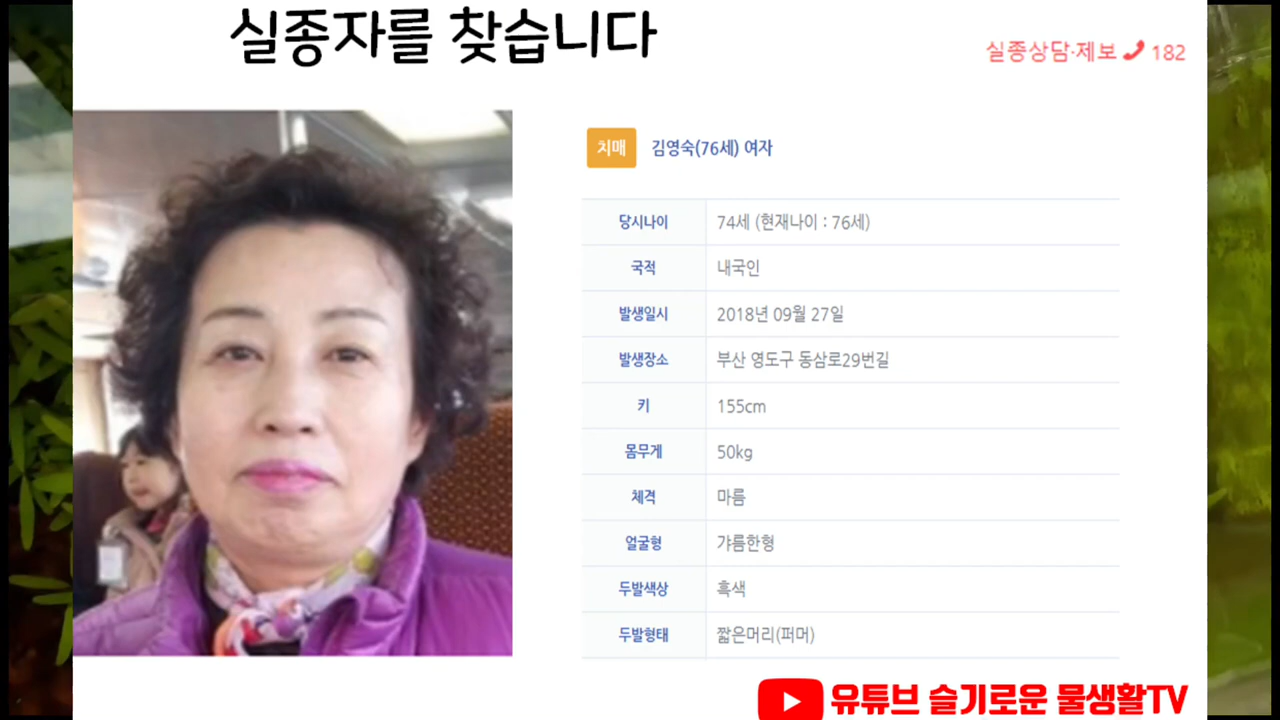 실종자를 찾습니다
실종상담·제보 182
치매 김영숙(76세) 여자
당시나이 74세 (현재나이 : 76세)
국적 내국인
발생일시 2018년 09월 27일
발생장소 부산 영도구 동삼로29번길
키 155cm
몸무게 50kg
체격 마름
얼굴형 갸름한형
두발색상 흑색
두발형태 짧은머리(퍼머)
유튜브 슬기로운 물생활TV